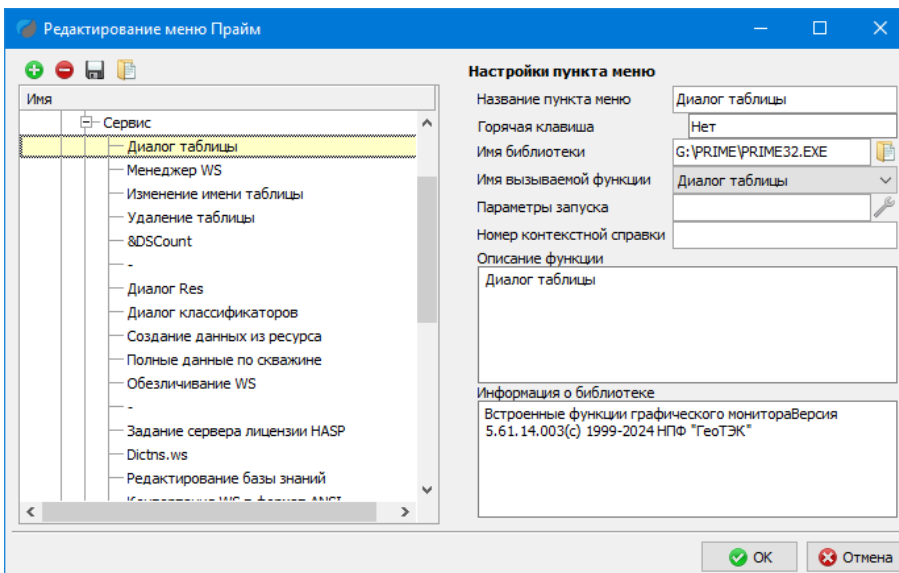 Редактирование меню Прайм
Имя
Сервис
Диалог таблицы
Менеджер WS
Изменение имени таблицы
Удаление таблицы
&DSCount
-
Диалог Res
Диалог классификаторов
Создание данных из ресурса
Полные данные по скважине
Обезличивание WS
-
Задание сервера лицензии HASP
Dictns.ws
Редактирование базы знаний
Настройки пункта меню
Название пункта меню Диалог таблицы
Горячая клавиша Нет
Имя библиотеки G:\PRIME\PRIME32.EXE
Имя вызываемой функции Диалог таблицы
Параметры запуска
Номер контекстной справки
Описание функции
Диалог таблицы
Информация о библиотеке
Встроенные функции графического монитораВерсия
5.61.14.003(c) 1999-2024 НПФ "ГеоТЭК"
OK Отмена